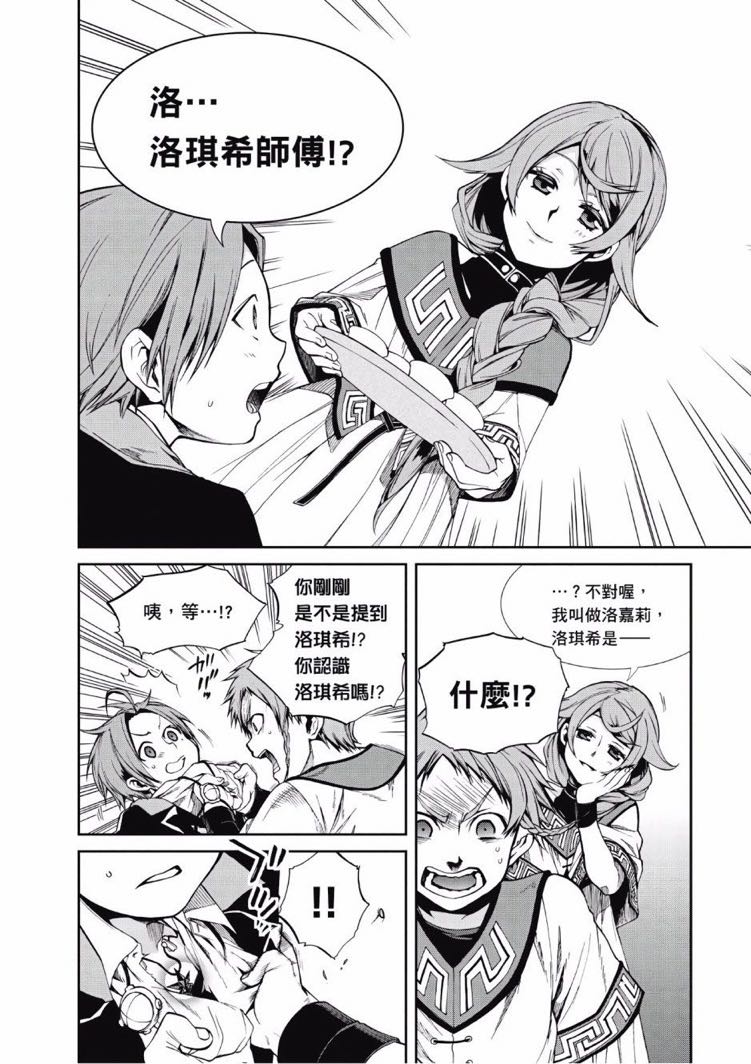 洛…
洛琪希師傅!?
…？不對喔，
我叫做洛嘉莉，
洛琪希是──
什麼!?
你剛剛
是不是提到
洛琪希!?
你認識
洛琪希嗎!?
咦，等…!?
!!